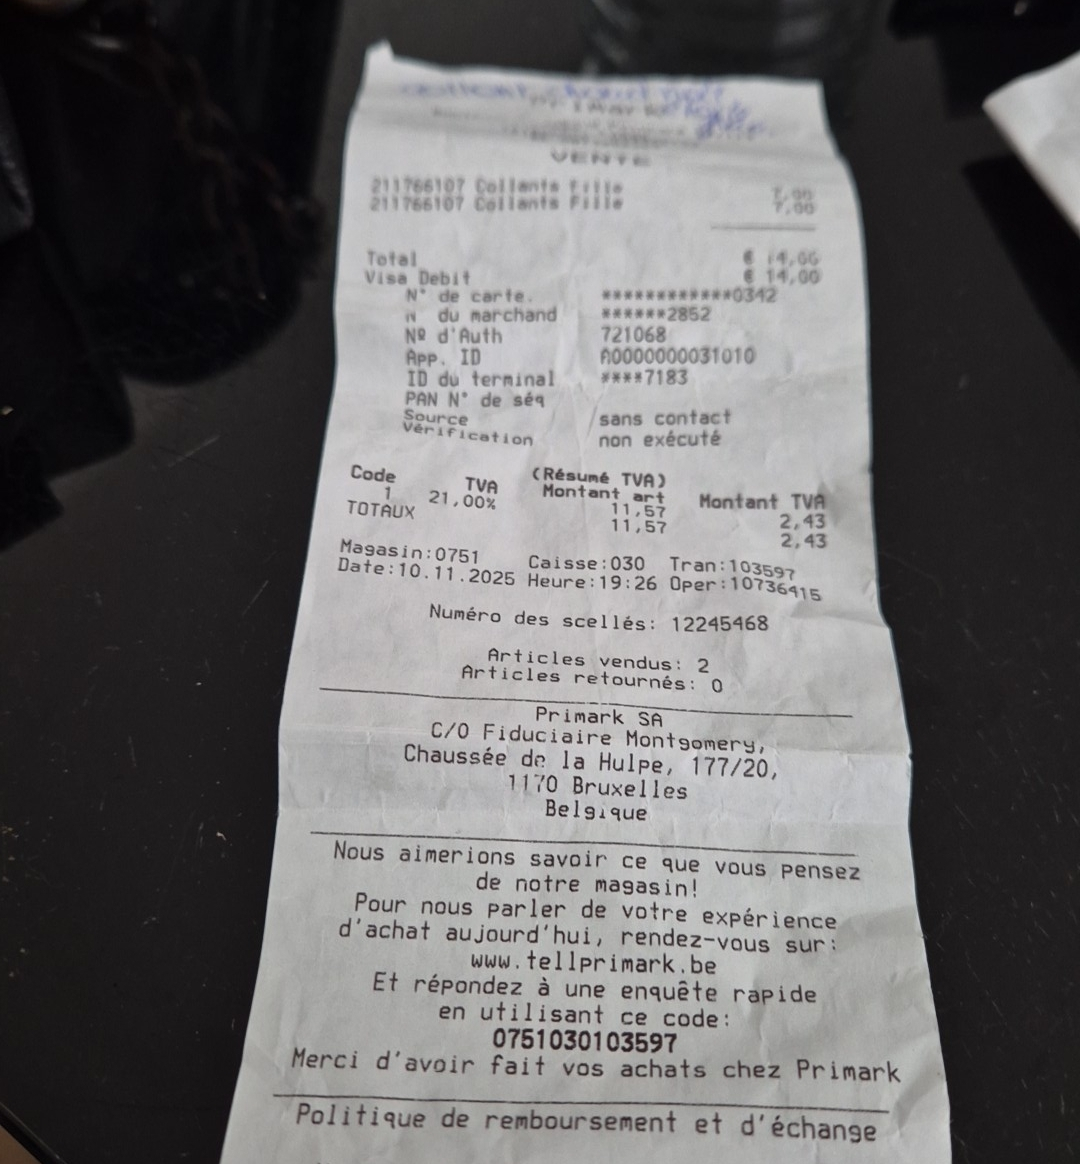 VENTE
211766107 Collants Fille 7,00
211766107 Collants Fille 7,00
Total € 14,00
Visa Debit € 14,00
N° de carte. ************0342
N° du marchand ******2852
Nº d'Auth 721068
App. ID A0000000031010
ID du terminal ****7183
PAN N° de séq
Source sans contact
Vérification non exécuté
(Résumé TVA)
Code TVA Montant art Montant TVA
1 21,00% 11,57 2,43
TOTAUX 11,57 2,43
Magasin:0751 Caisse:030 Tran:103597
Date:10.11.2025 Heure:19:26 Oper:10736415
Numéro des scellés: 12245468
Articles vendus: 2
Articles retournés: 0
Primark SA
C/O Fiduciaire Montgomery,
Chaussée de la Hulpe, 177/20,
1170 Bruxelles
Belgique
Nous aimerions savoir ce que vous pensez
de notre magasin!
Pour nous parler de votre expérience
d'achat aujourd'hui, rendez-vous sur:
www.tellprimark.be
Et répondez à une enquête rapide
en utilisant ce code:
0751030103597
Merci d'avoir fait vos achats chez Primark
Politique de remboursement et d'échange